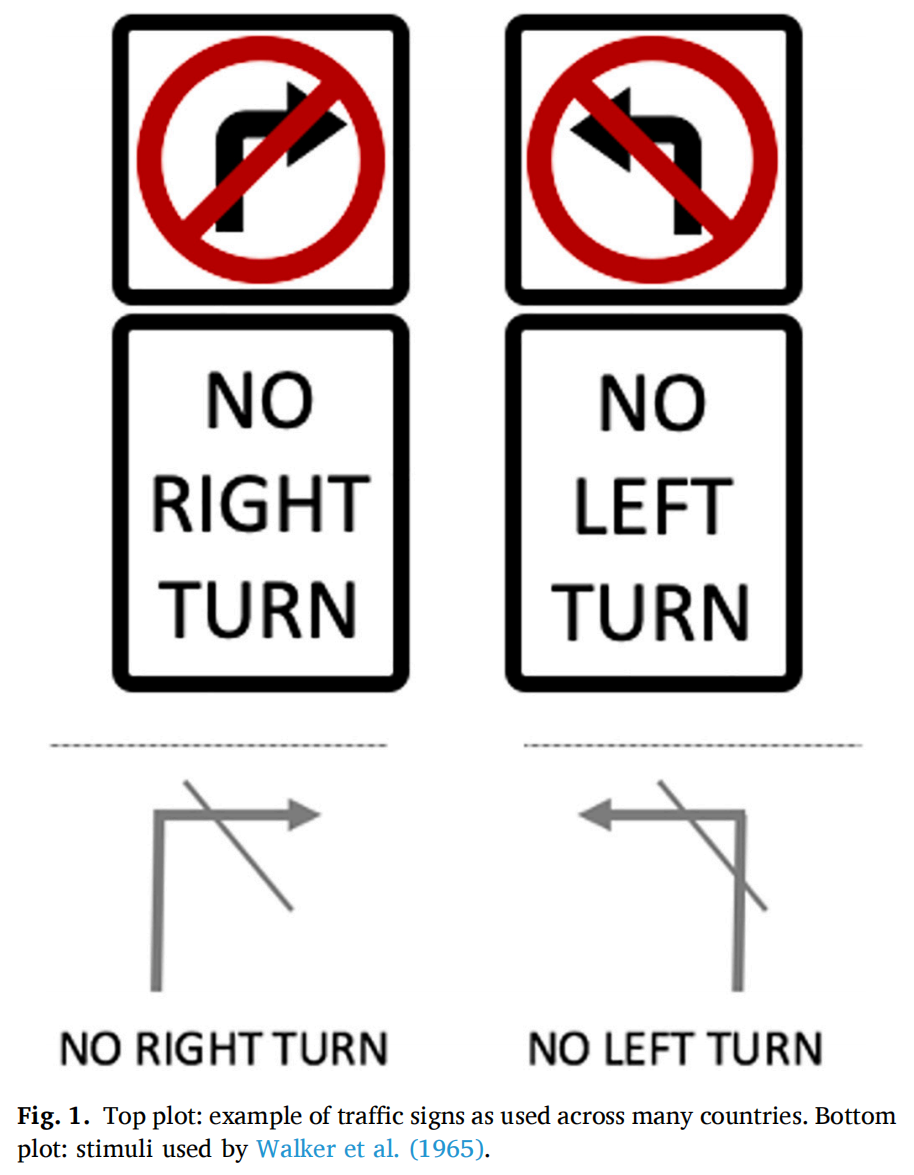 NO
RIGHT
TURN
NO
LEFT
TURN
NO RIGHT TURN
NO LEFT TURN
Fig. 1. Top plot: example of traffic signs as used across many countries. Bottom
plot: stimuli used by Walker et al. (1965).